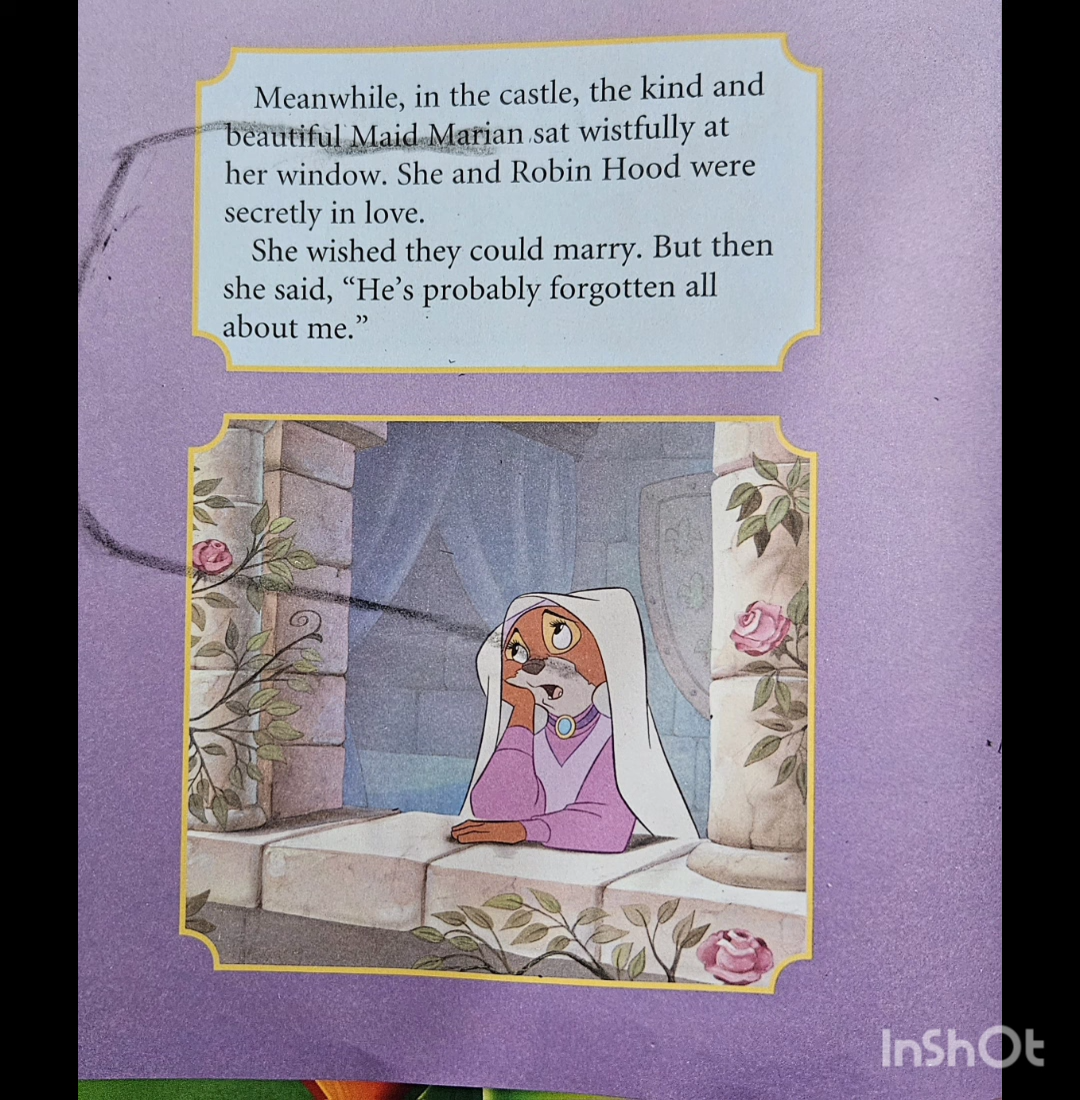 Meanwhile, in the castle, the kind and
beautiful Maid Marian sat wistfully at
her window. She and Robin Hood were
secretly in love.
She wished they could marry. But then
she said, “He’s probably forgotten all
about me.”
InShOt